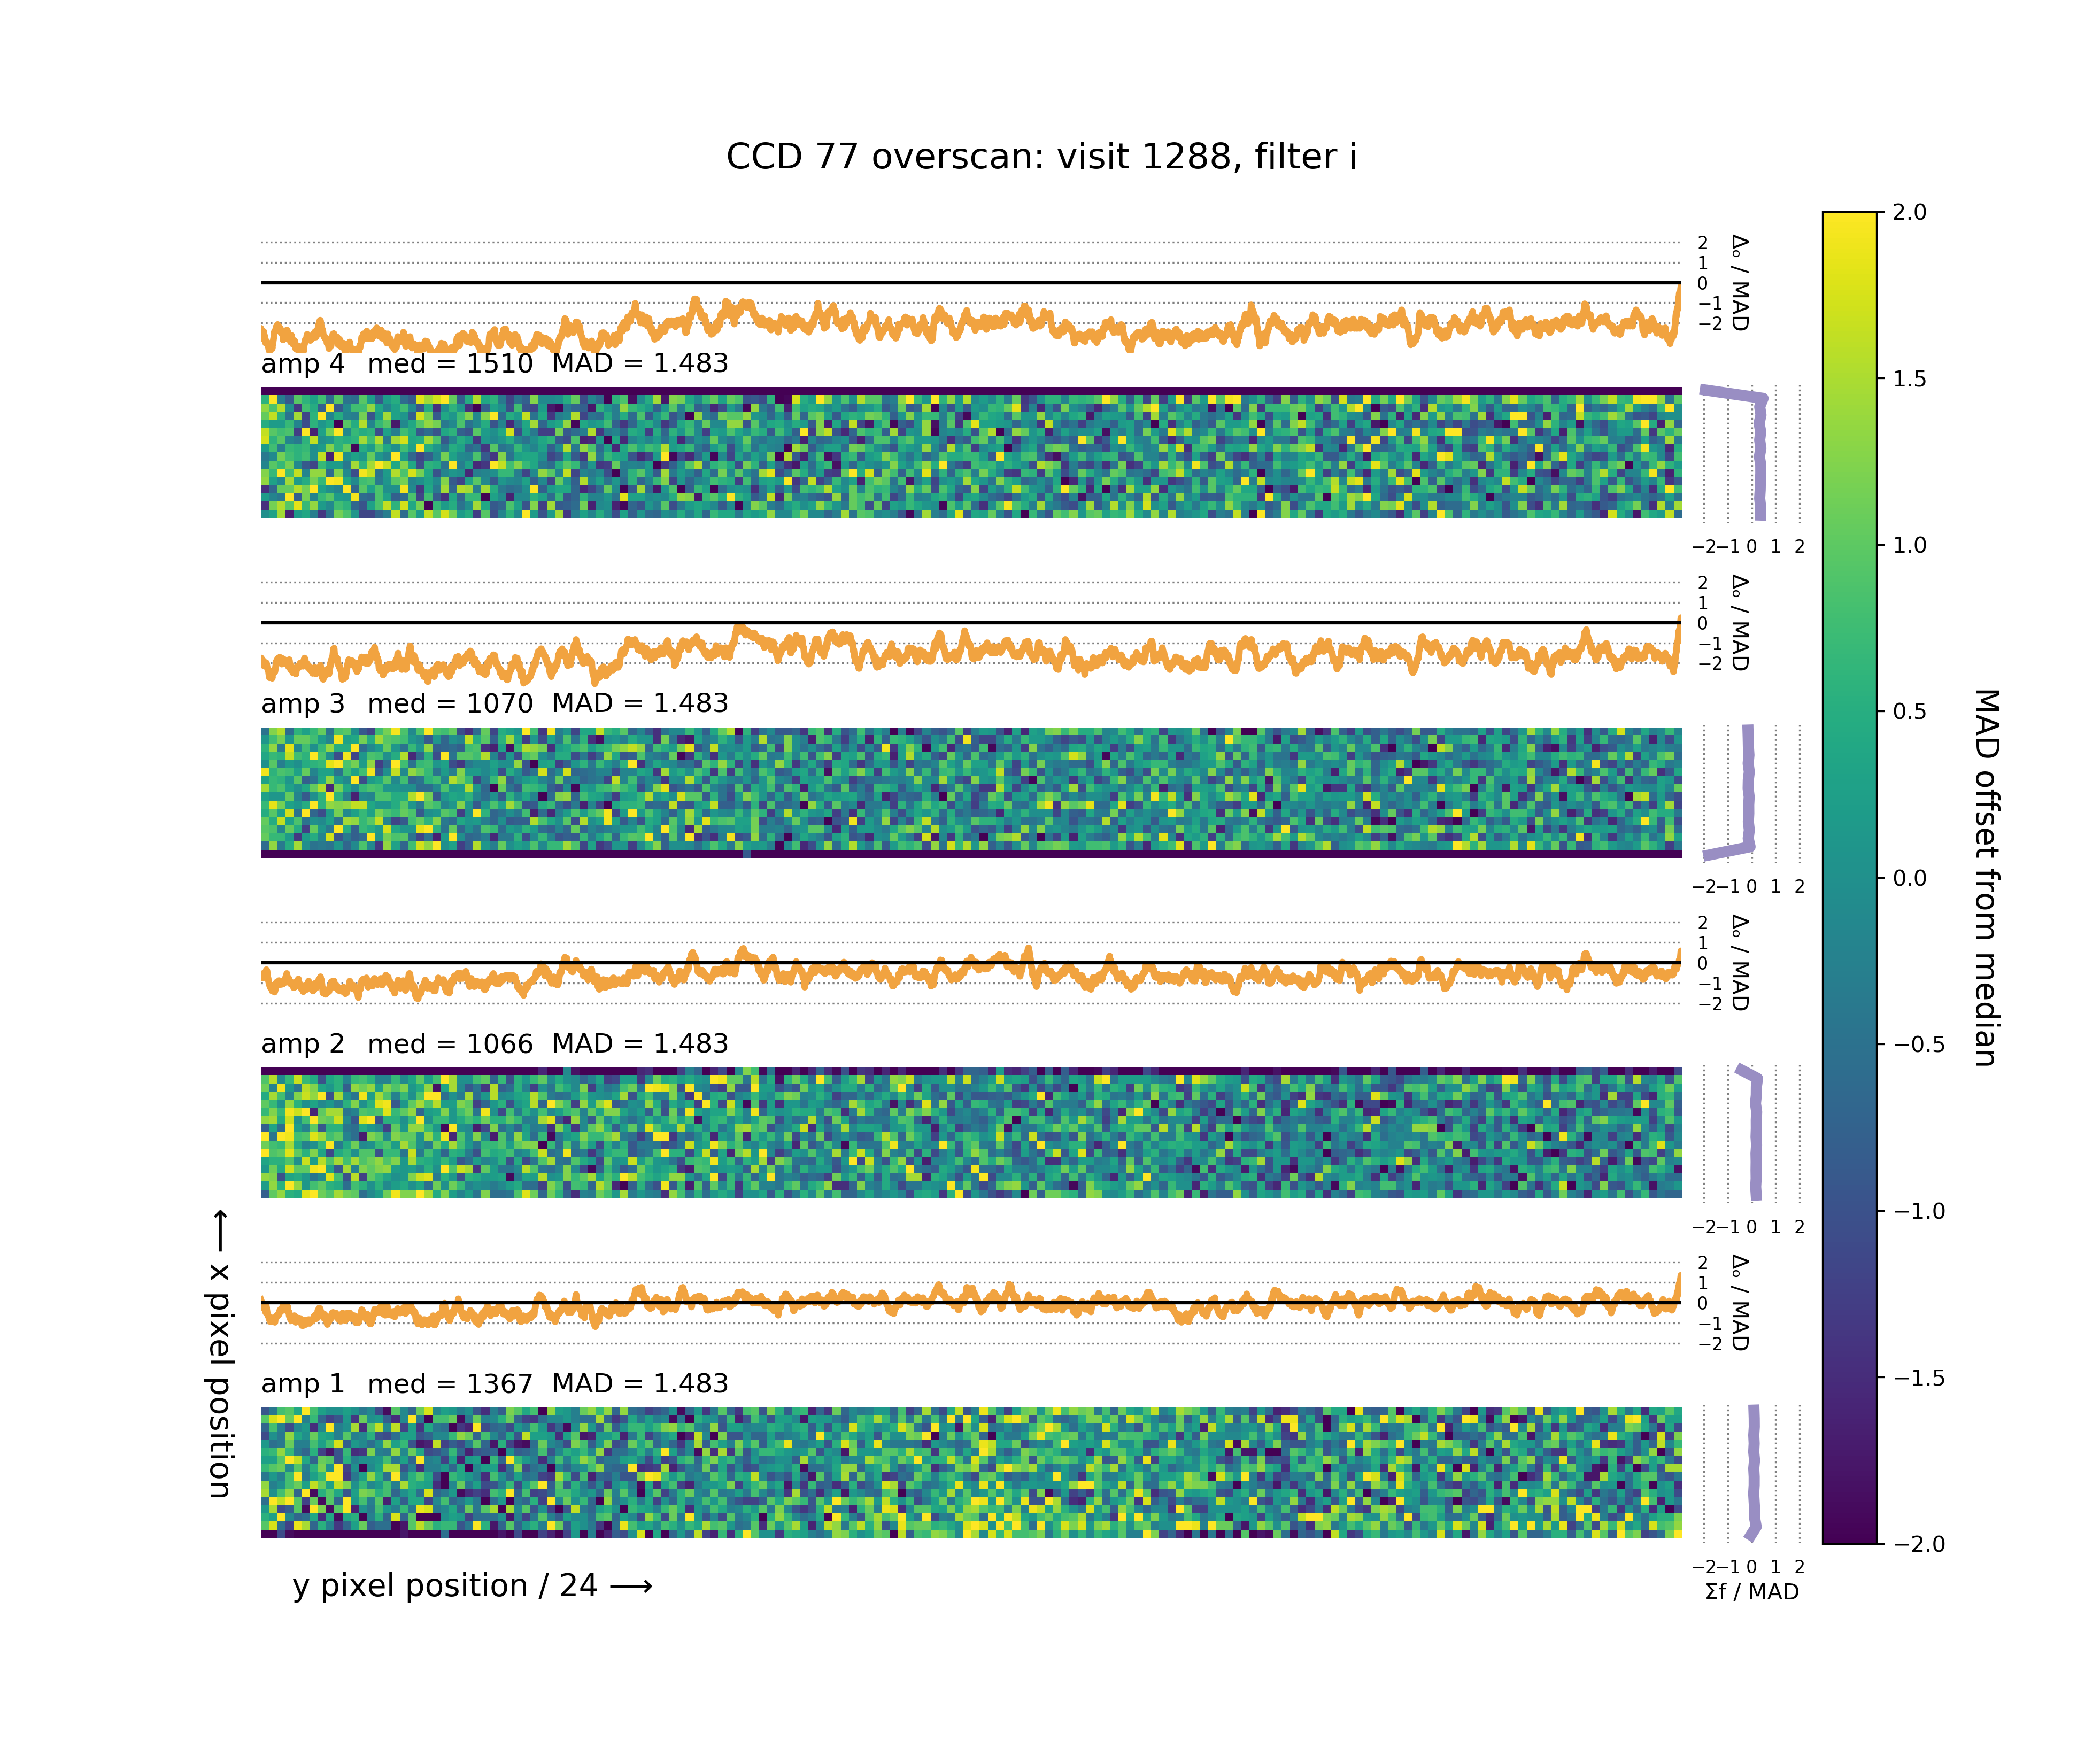 CCD 77 overscan: visit 1288, filter i
2
1
0
−1
−2
Δₒ / MAD
amp 4 med = 1510 MAD = 1.483
−2 −1 0 1 2
2
1
0
−1
−2
Δₒ / MAD
amp 3 med = 1070 MAD = 1.483
−2 −1 0 1 2
2
1
0
−1
−2
Δₒ / MAD
amp 2 med = 1066 MAD = 1.483
−2 −1 0 1 2
2
1
0
−1
−2
Δₒ / MAD
amp 1 med = 1367 MAD = 1.483
−2 −1 0 1 2
Σf / MAD
⟵ x pixel position
y pixel position / 24 ⟶
2.0
1.5
1.0
0.5
0.0
−0.5
−1.0
−1.5
−2.0
MAD offset from median